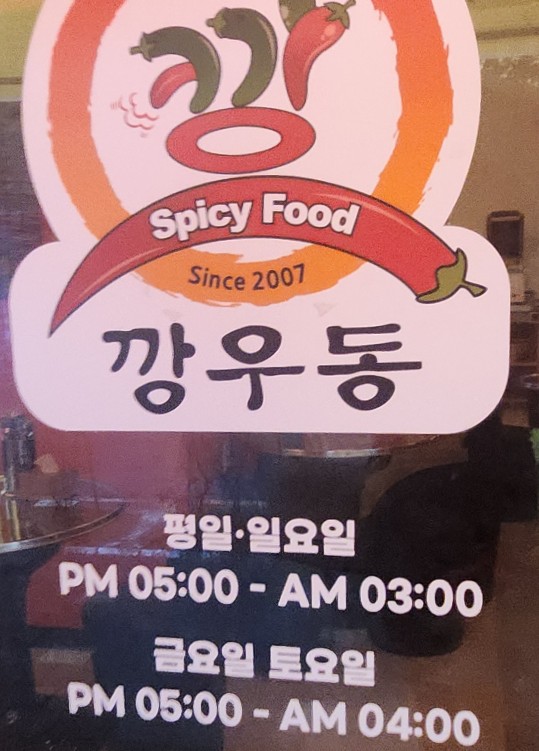 깡
Spicy Food
Since 2007
깡우동
평일·일요일
PM 05:00 - AM 03:00
금요일 토요일
PM 05:00 - AM 04:00